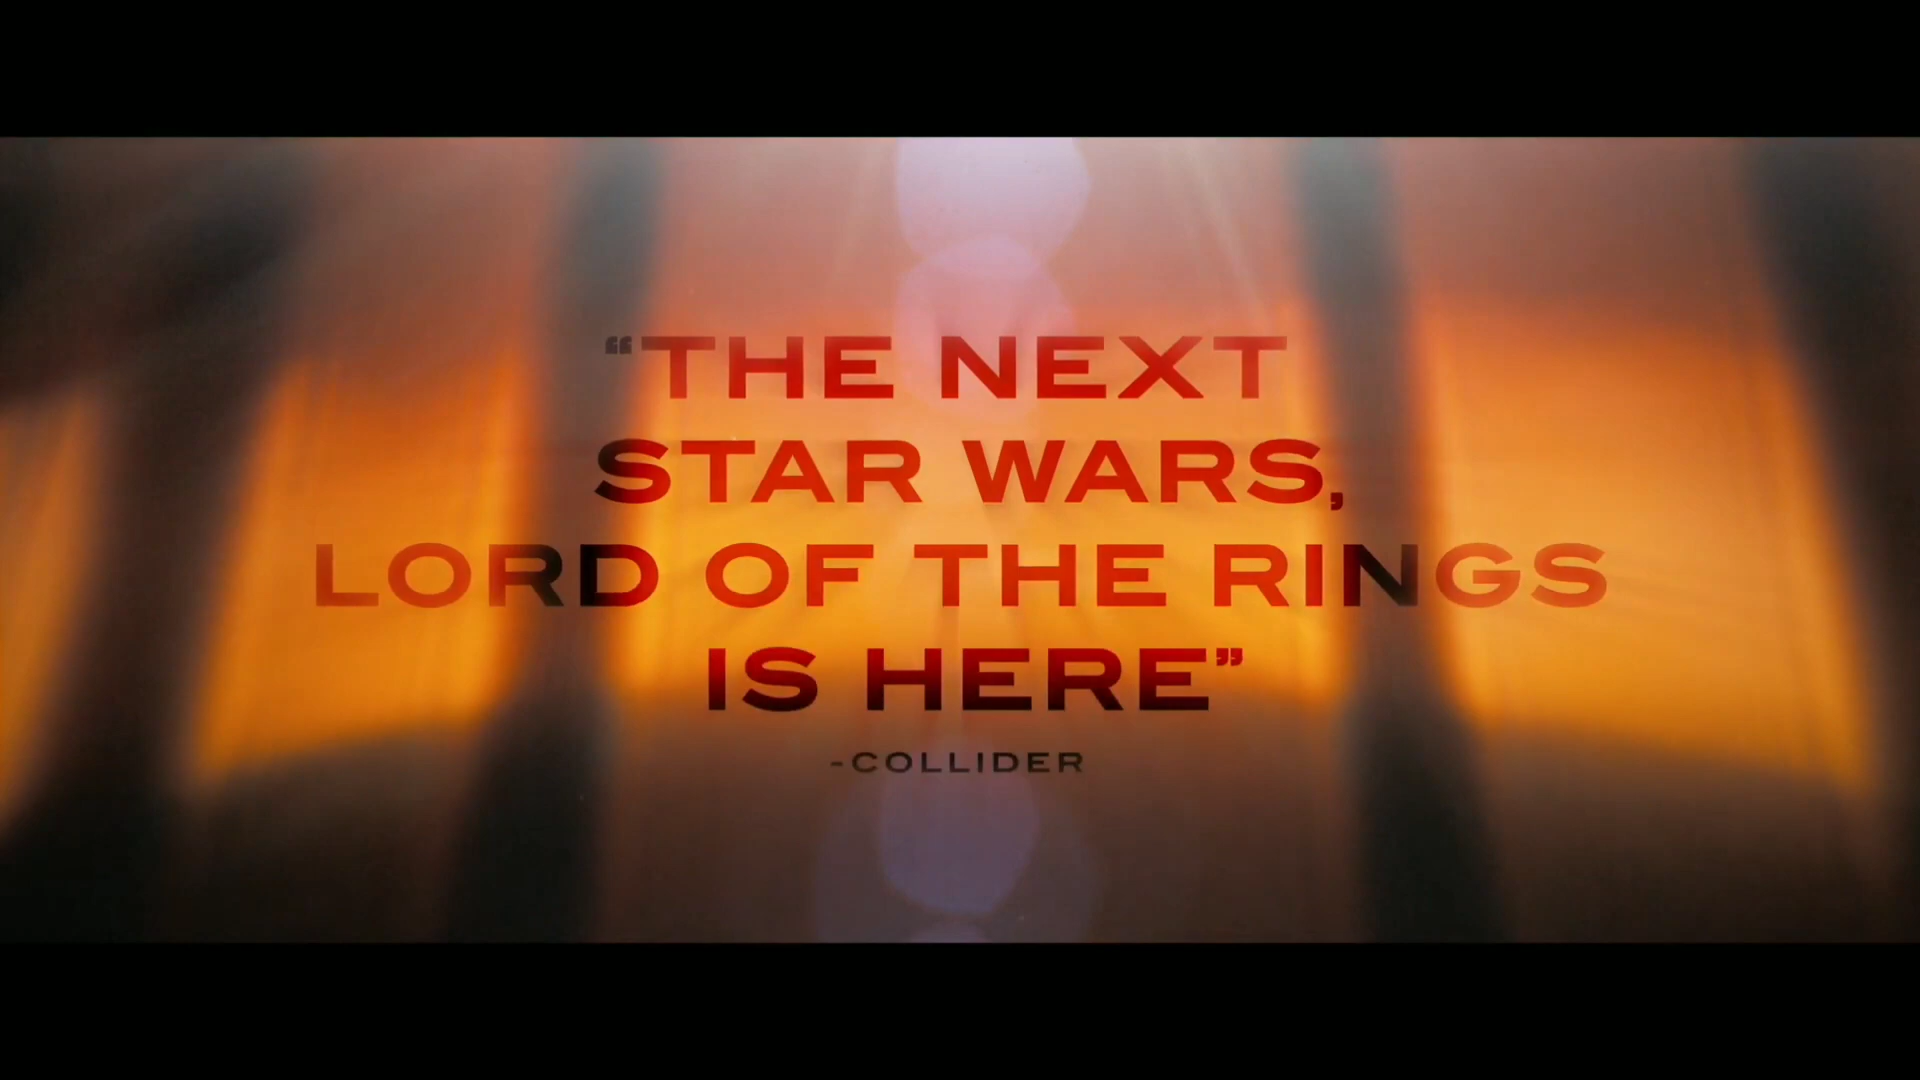 “THE NEXT
STAR WARS,
LORD OF THE RINGS
IS HERE”
-COLLIDER